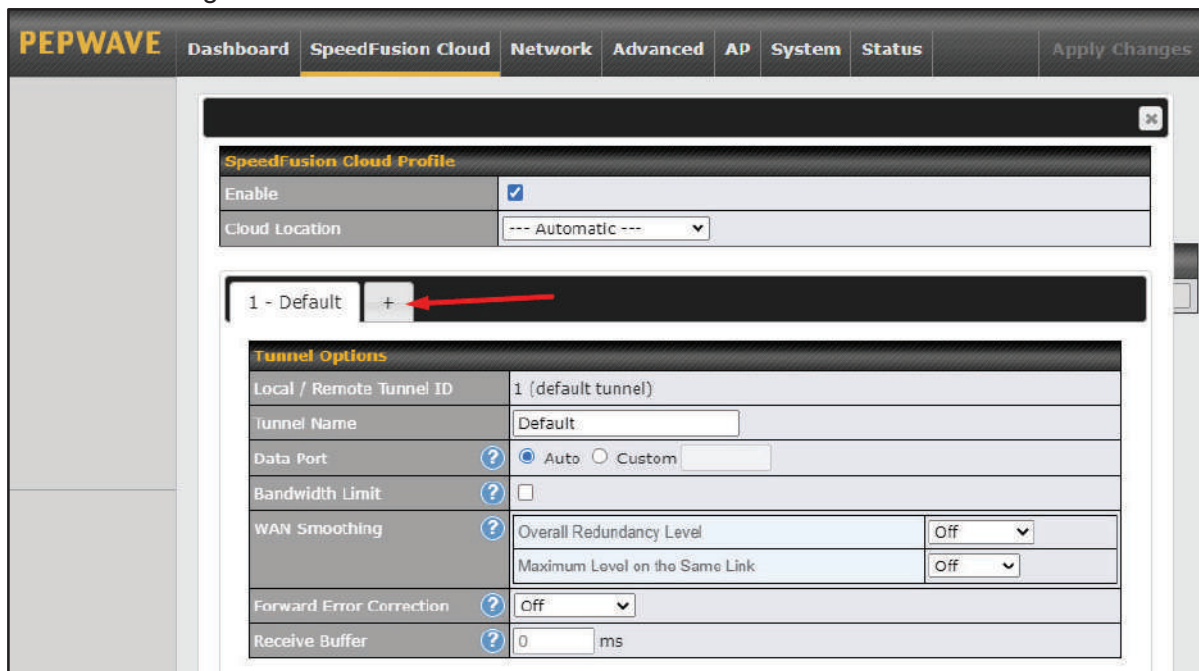 PEPWAVE Dashboard SpeedFusion Cloud Network Advanced AP System Status Apply Changes
SpeedFusion Cloud Profile
Enable
Cloud Location --- Automatic ---
1 - Default +
Tunnel Options
Local / Remote Tunnel ID 1 (default tunnel)
Tunnel Name Default
Data Port ? Auto Custom
Bandwidth Limit ?
WAN Smoothing ? Overall Redundancy Level Off
Maximum Level on the Same Link Off
Forward Error Correction ? Off
Receive Buffer ? 0 ms